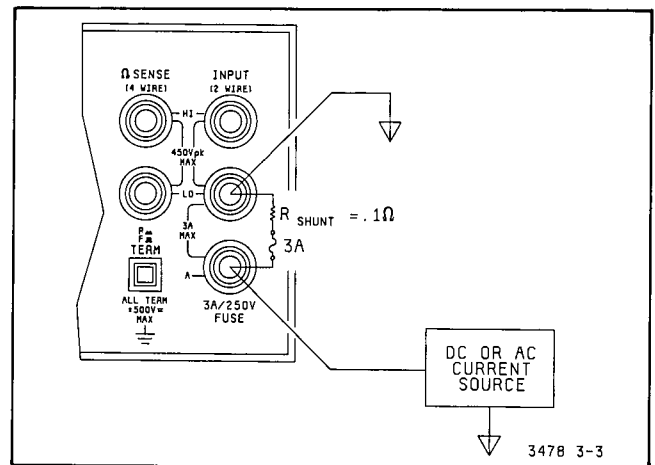 Ω SENSE
(4 WIRE)
INPUT
(2 WIRE)
HI
450Vpk
MAX
LO
3A
MAX
R SHUNT = .1Ω
3A
F
TERM
A
ALL TERM
±500V=
MAX
3A/250V
FUSE
DC OR AC
CURRENT
SOURCE
3478 3-3